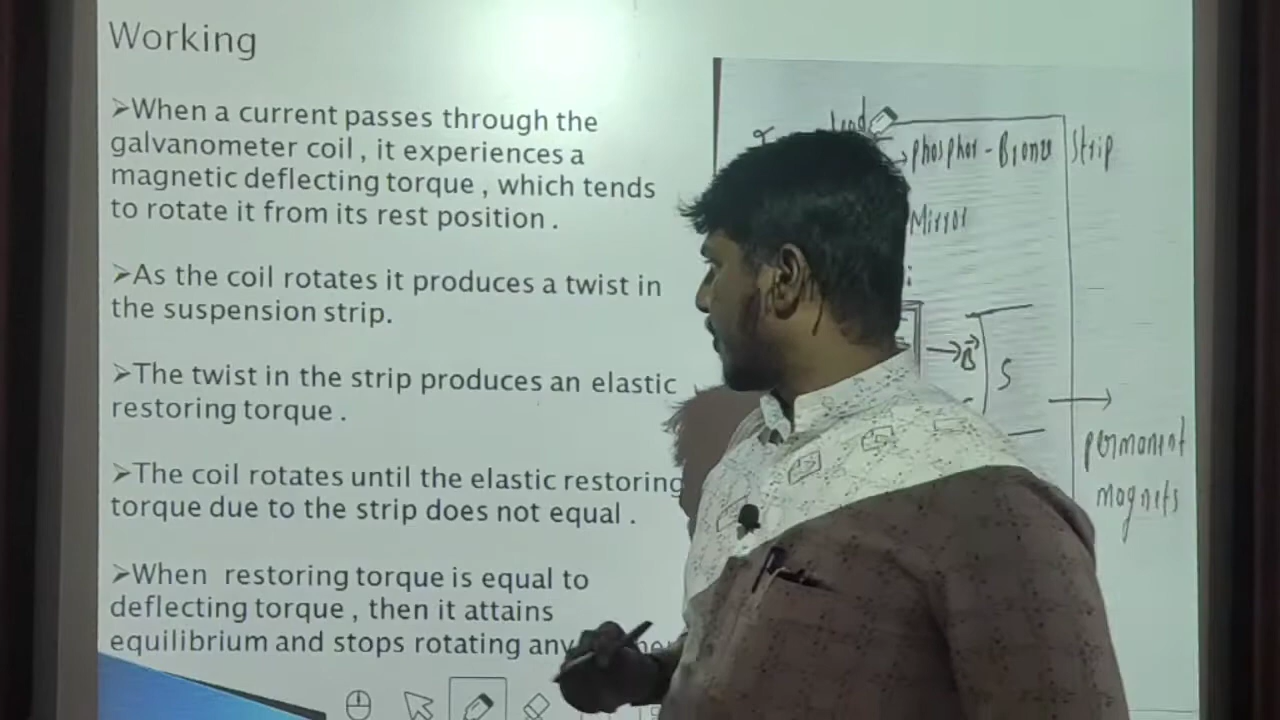 Working
➢When a current passes through the
galvanometer coil , it experiences a
magnetic deflecting torque , which tends
to rotate it from its rest position .
➢As the coil rotates it produces a twist in
the suspension strip.
➢The twist in the strip produces an elastic
restoring torque .
➢The coil rotates until the elastic restoring
torque due to the strip does not equal .
➢When restoring torque is equal to
deflecting torque , then it attains
equilibrium and stops rotating any
Lead
Phosphor - Bronze Strip
Mirror
B
S
permanent
magnets